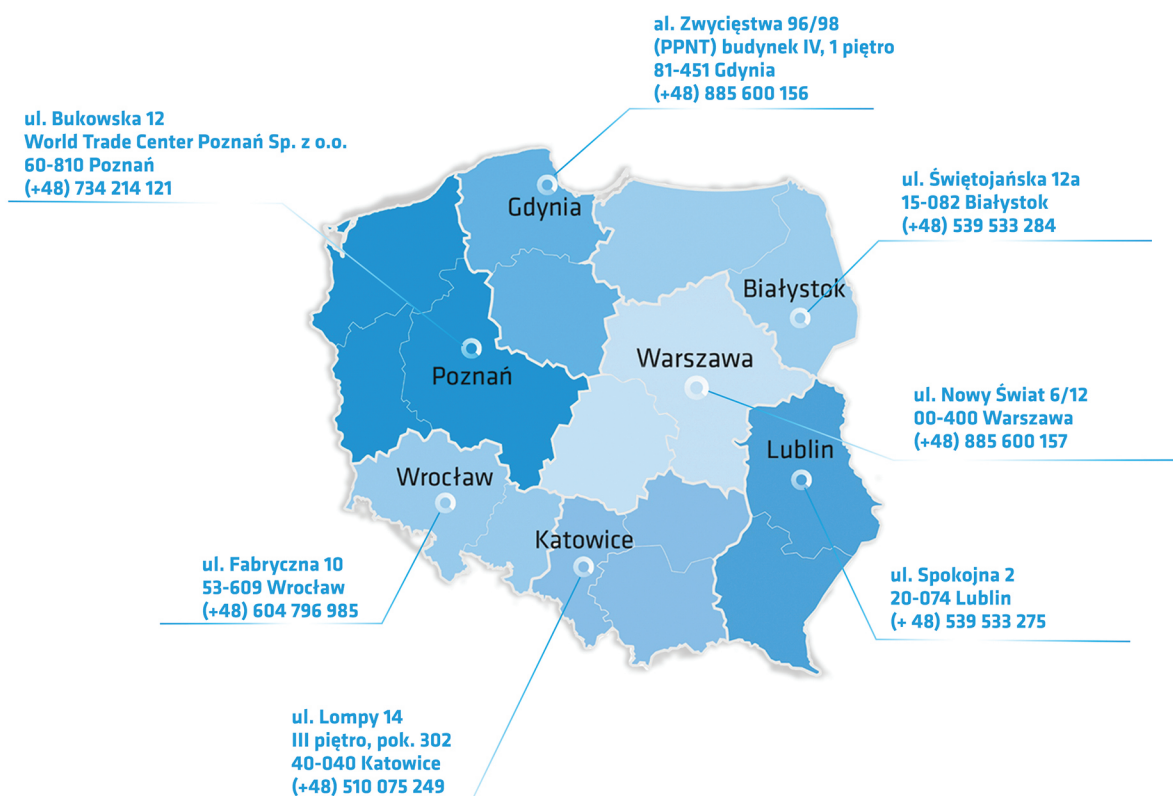 al. Zwycięstwa 96/98
(PPNT) budynek IV, 1 piętro
81-451 Gdynia
(+48) 885 600 156
ul. Bukowska 12
World Trade Center Poznań Sp. z o.o.
60-810 Poznań
(+48) 734 214 121
ul. Świętojańska 12a
15-082 Białystok
(+48) 539 533 284
Gdynia
Białystok
Warszawa
Poznań
ul. Nowy Świat 6/12
00-400 Warszawa
(+48) 885 600 157
Lublin
Wrocław
Katowice
ul. Fabryczna 10
53-609 Wrocław
(+48) 604 796 985
ul. Spokojna 2
20-074 Lublin
(+ 48) 539 533 275
ul. Lompy 14
III piętro, pok. 302
40-040 Katowice
(+48) 510 075 249